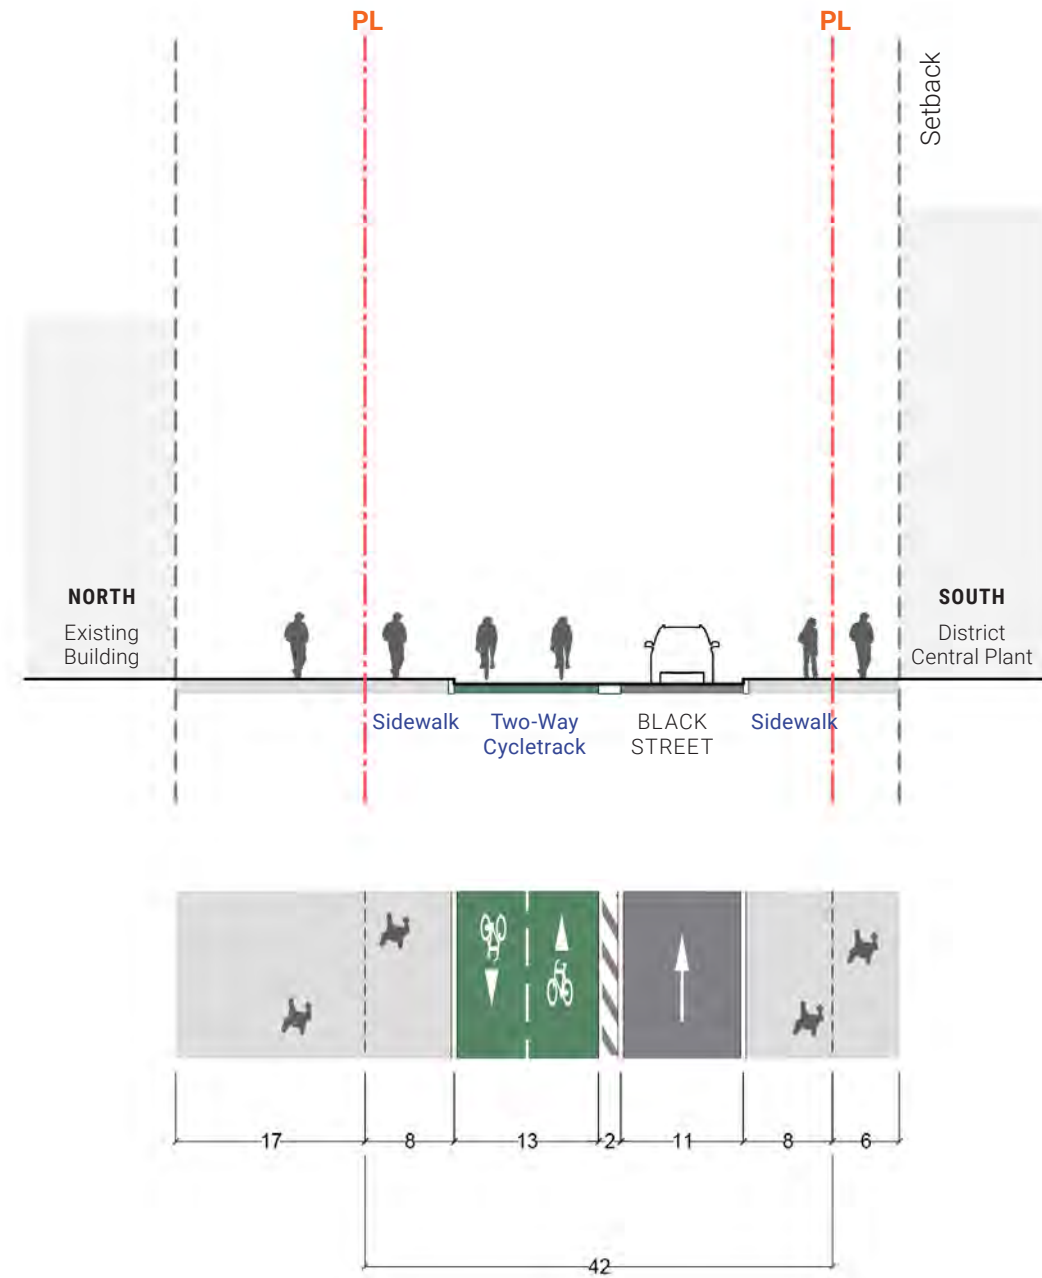 PL
PL
Setback
NORTH
Existing
Building
SOUTH
District
Central Plant
Sidewalk
Two-Way
Cycletrack
BLACK
STREET
Sidewalk
17
8
13
2
11
8
6
42